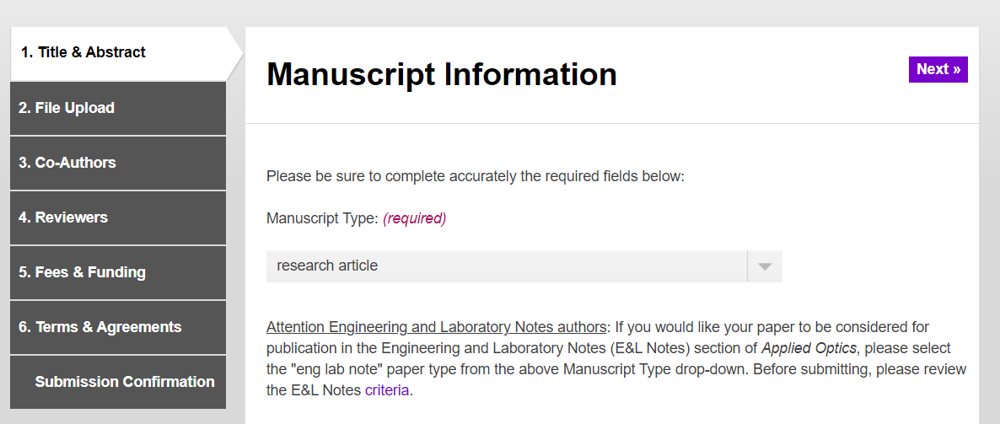 1. Title & Abstract
2. File Upload
3. Co-Authors
4. Reviewers
5. Fees & Funding
6. Terms & Agreements
Submission Confirmation
Manuscript Information
Next »
Please be sure to complete accurately the required fields below:
Manuscript Type: (required)
research article
Attention Engineering and Laboratory Notes authors: If you would like your paper to be considered for
publication in the Engineering and Laboratory Notes (E&L Notes) section of Applied Optics, please select
the "eng lab note" paper type from the above Manuscript Type drop-down. Before submitting, please review
the E&L Notes criteria.